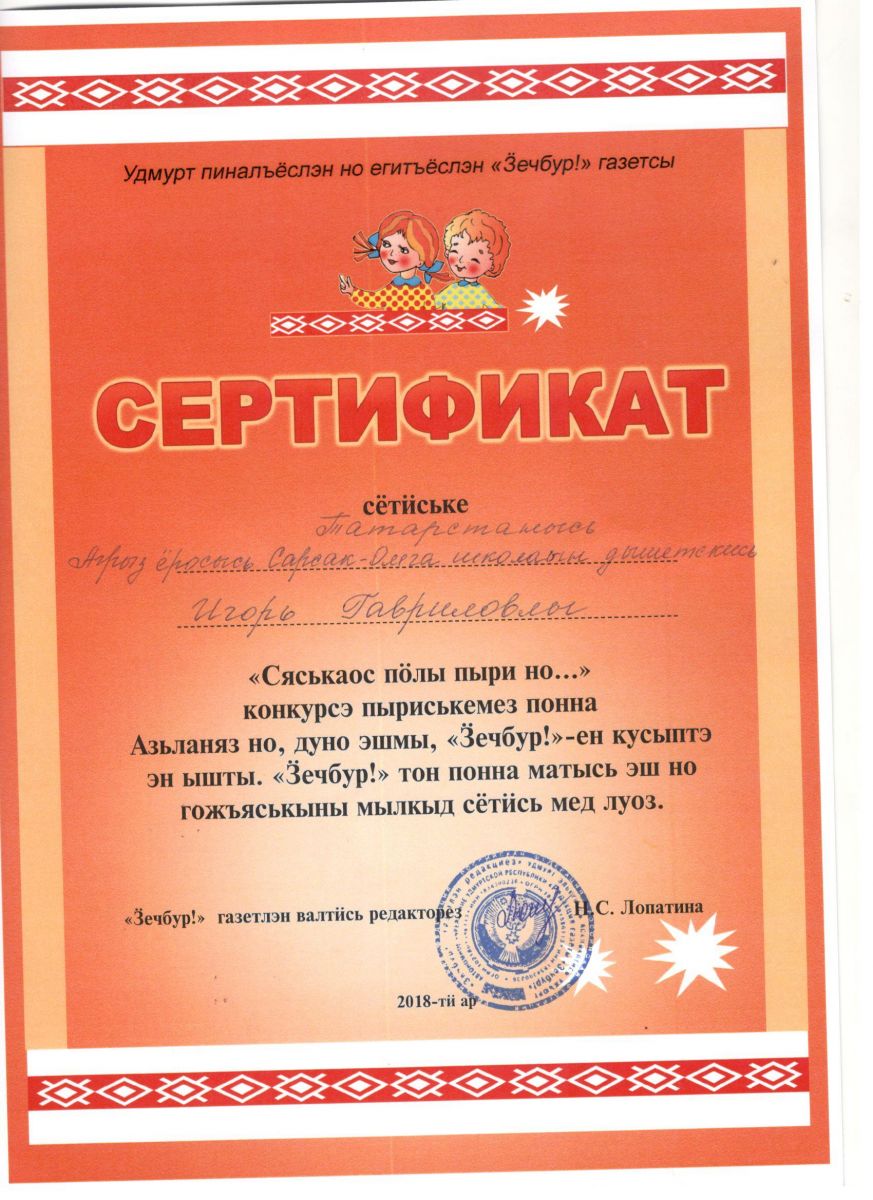 Удмурт пиналъёслэн но егитъёслэн «Ӟечбур!» газетсы
СЕРТИФИКАТ
сётӥське
Татарстанысь
Агрыз ёросысь Сарсак-Омга школаын дышетскись
Игорь Гавриловлы
«Сяськаос пӧлы пыри но...»
конкурсэ пыриськемез понна
Азьланяз но, дуно эшмы, «Ӟечбур!»-ен кусыптэ
эн ышты. «Ӟечбур!» тон понна матысь эш но
гожъяськыны мылкыд сётӥсь мед луоз.
«Ӟечбур!» газетлэн валтӥсь редакторез
Н.С. Лопатина
2018-тӥ ар